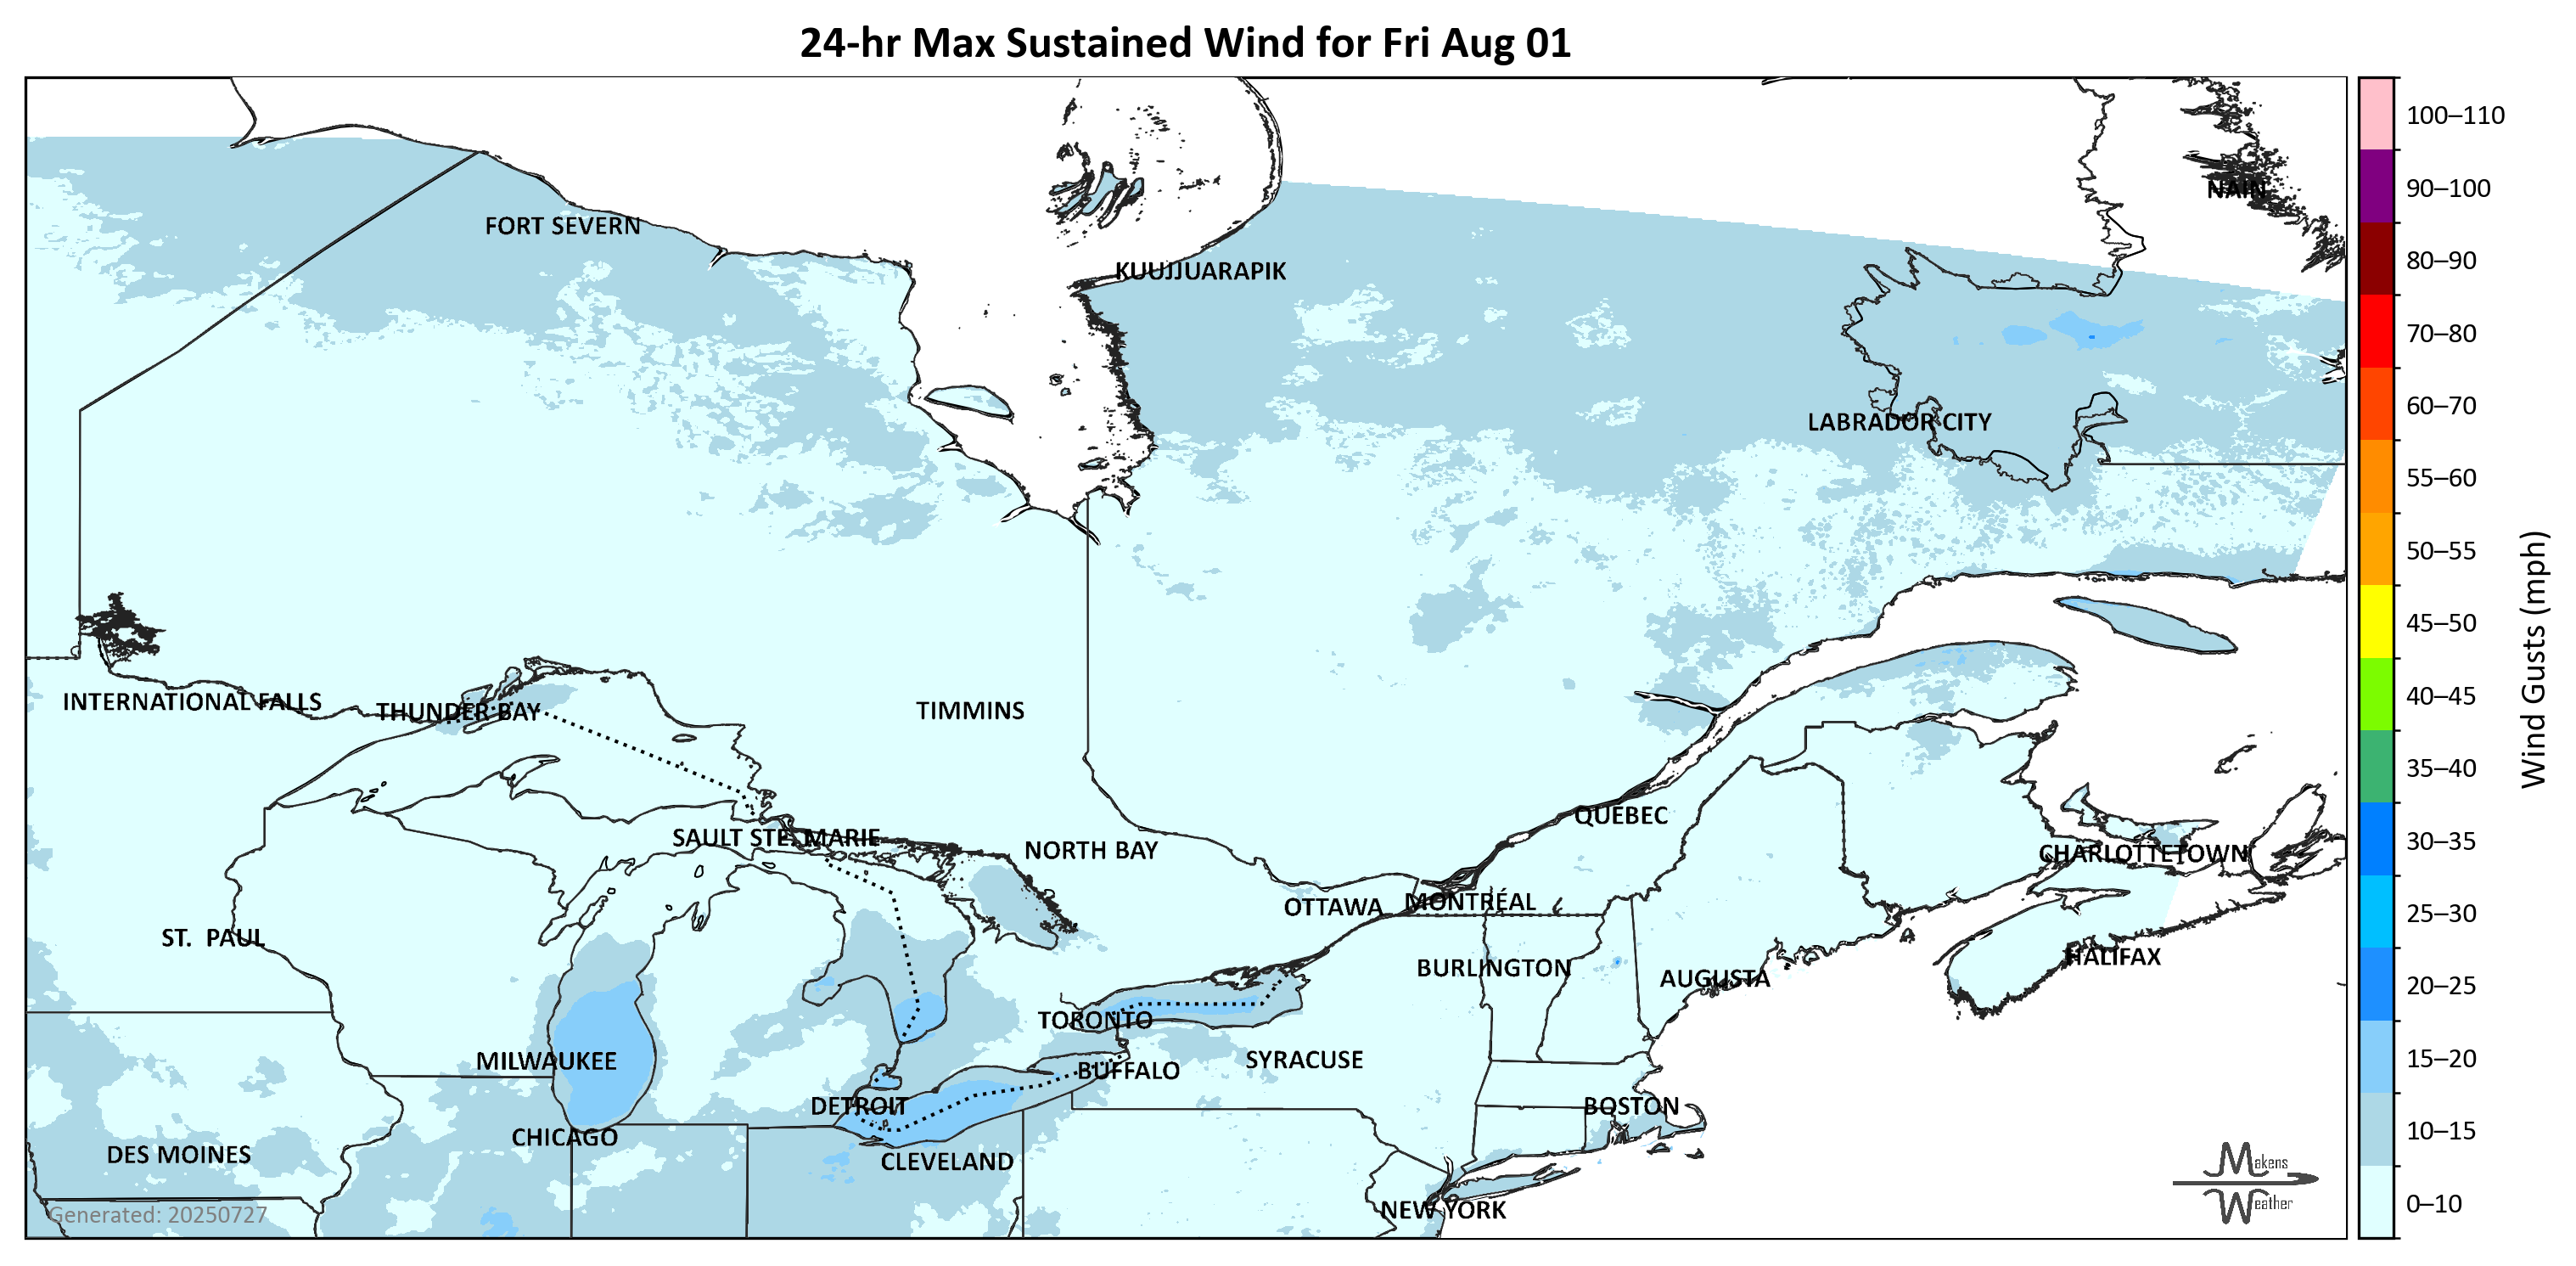 24-hr Max Sustained Wind for Fri Aug 01
100–110
90–100
NAIN
FORT SEVERN
80–90
KUUJJUARAPIK
70–80
60–70
LABRADOR CITY
55–60
50–55
45–50
Wind Gusts (mph)
40–45
INTERNATIONAL FALLS
THUNDER BAY
TIMMINS
35–40
QUÉBEC
30–35
SAULT STE. MARIE
NORTH BAY
CHARLOTTETOWN
OTTAWA
MONTRÉAL
25–30
ST. PAUL
HALIFAX
BURLINGTON
AUGUSTA
20–25
TORONTO
MILWAUKEE
SYRACUSE
15–20
BUFFALO
DETROIT
BOSTON
CHICAGO
10–15
DES MOINES
CLEVELAND
Makens
Weather
0–10
NEW YORK
Generated: 20250727